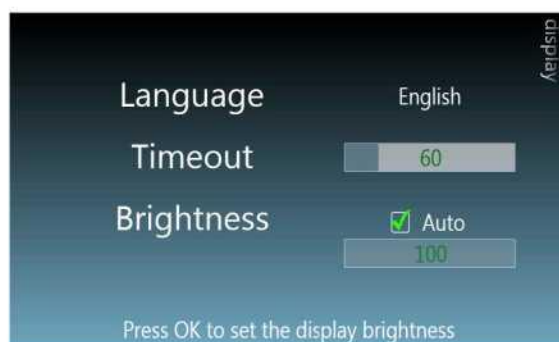 display
Language English
Timeout 60
Brightness Auto
100
Press OK to set the display brightness